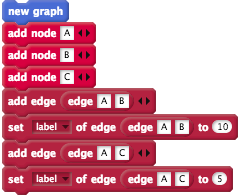 new graph
add node A
add node B
add node C
add edge edge A B
set label of edge edge A B to 10
add edge edge A C
set label of edge edge A C to 5